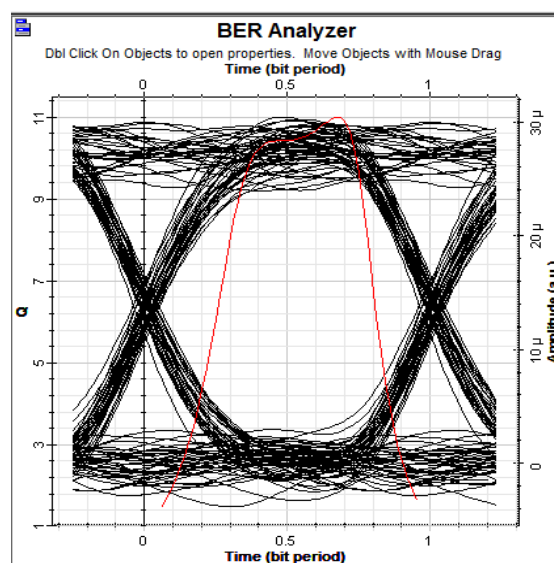 BER Analyzer
Dbl Click On Objects to open properties. Move Objects with Mouse Drag
Time (bit period)
0 0.5 1
11
9
7
5
3
1
Q
30 µ
20 µ
10 µ
0
Amplitude (a.u.)
0 0.5 1
Time (bit period)